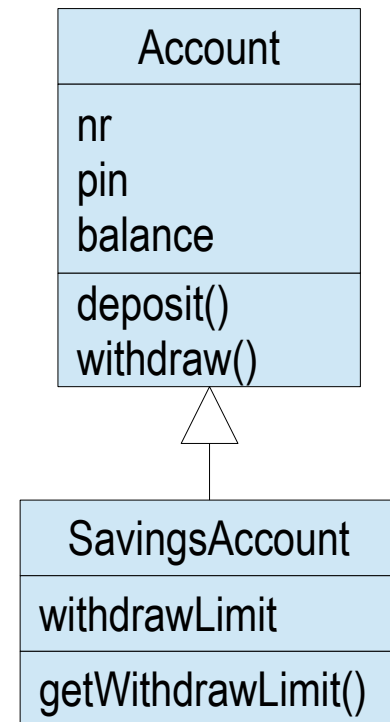 Account
nr
pin
balance
deposit()
withdraw()
SavingsAccount
withdrawLimit
getWithdrawLimit()